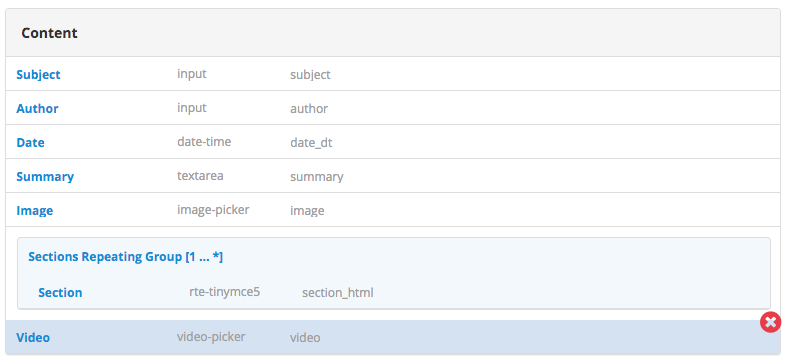 Content
Subject input subject
Author input author
Date date-time date_dt
Summary textarea summary
Image image-picker image
Sections Repeating Group [1 ... *]
Section rte-tinymce5 section_html
Video video-picker video